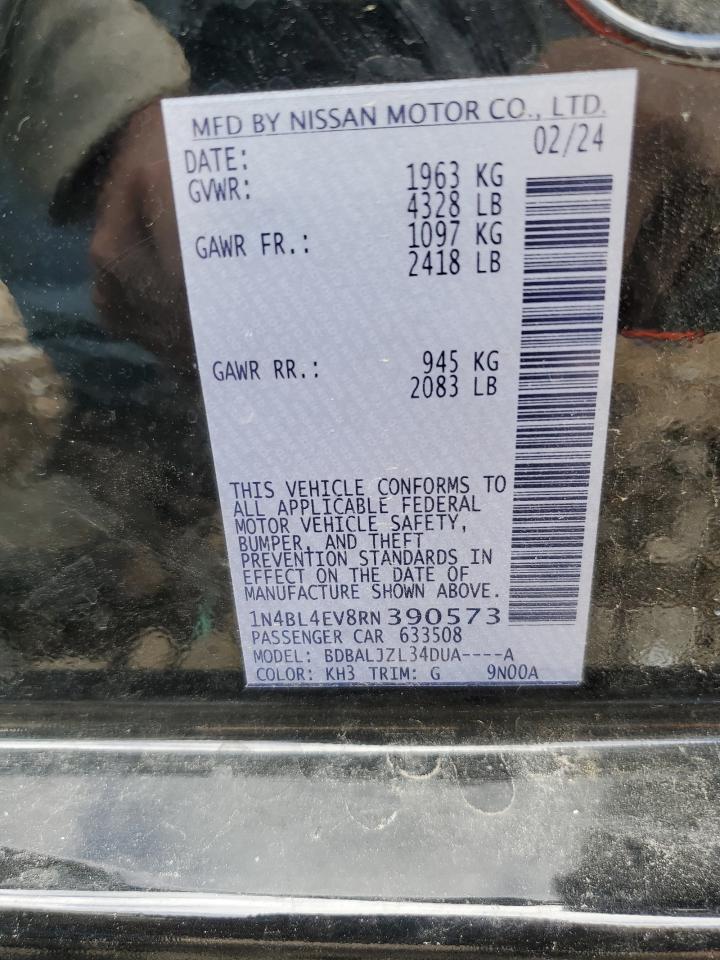 MFD BY NISSAN MOTOR CO., LTD.
DATE: 02/24
GVWR: 1963 KG
4328 LB
GAWR FR.: 1097 KG
2418 LB
GAWR RR.: 945 KG
2083 LB
THIS VEHICLE CONFORMS TO
ALL APPLICABLE FEDERAL
MOTOR VEHICLE SAFETY,
BUMPER, AND THEFT
PREVENTION STANDARDS IN
EFFECT ON THE DATE OF
MANUFACTURE SHOWN ABOVE.
1N4BL4EV8RN390573
PASSENGER CAR 633508
MODEL: BDBALJZL34DUA----A
COLOR: KH3 TRIM: G 9N00A